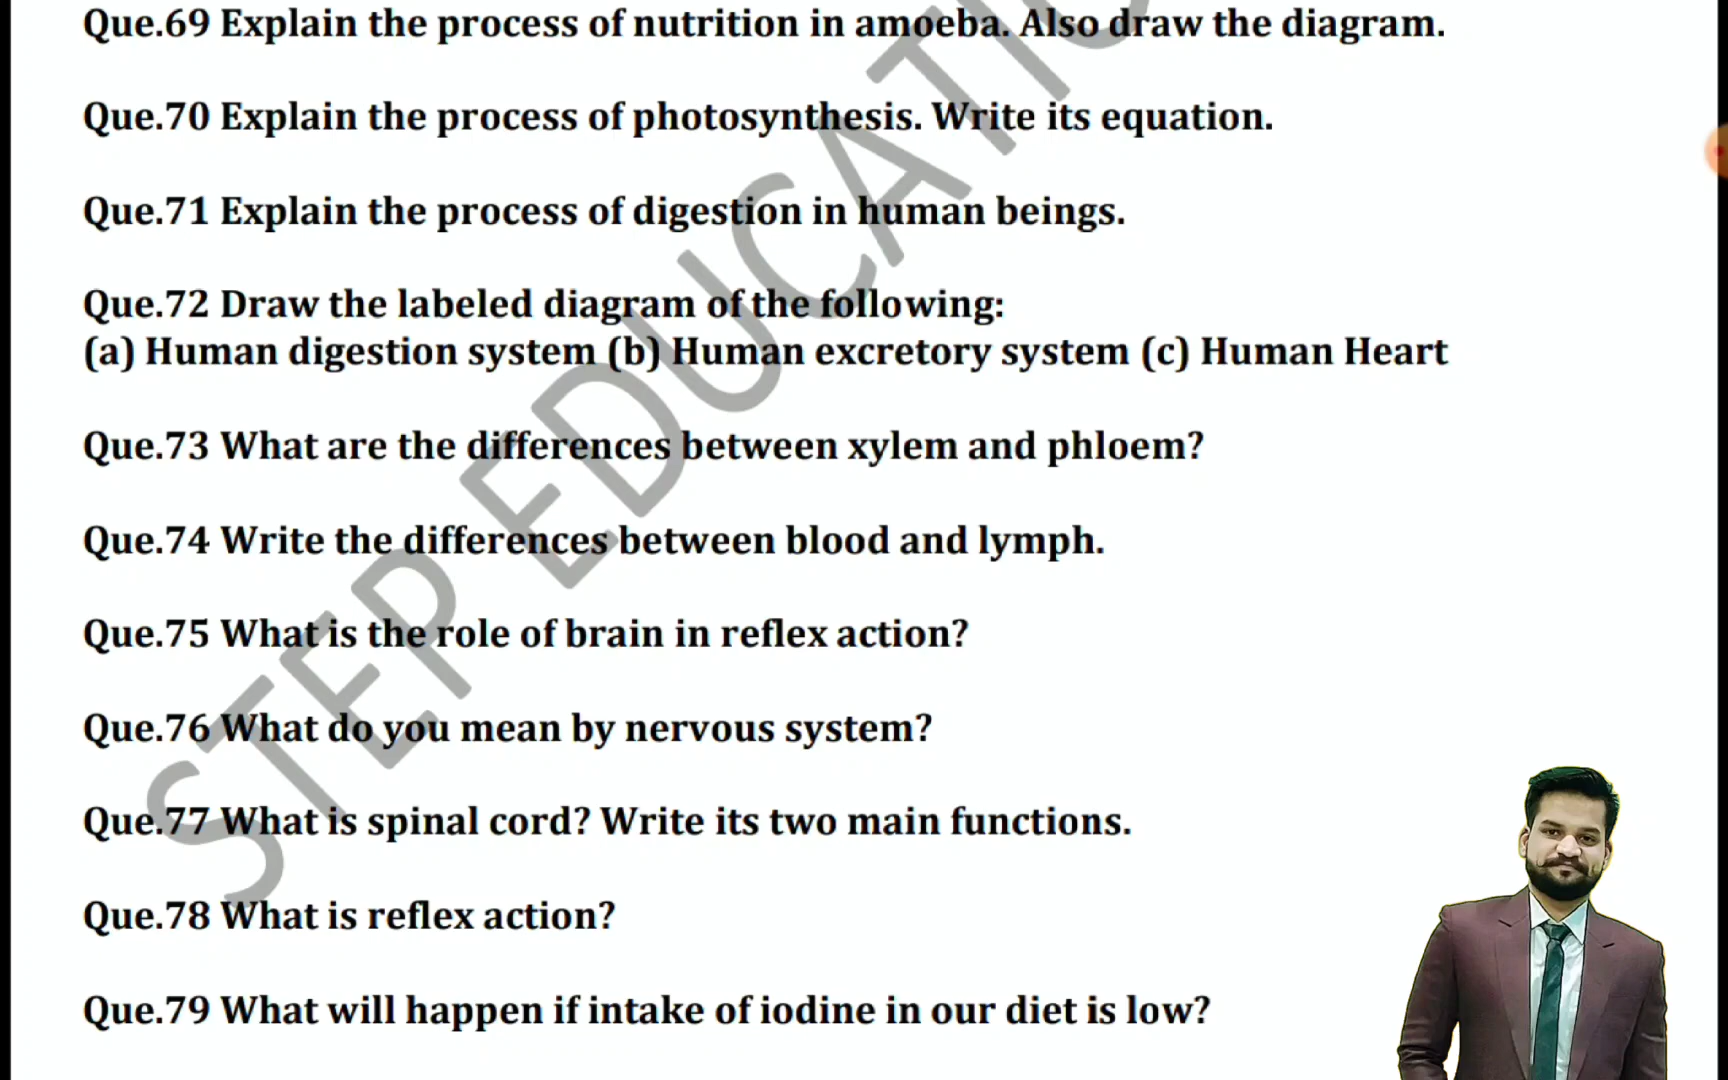 Que.69 Explain the process of nutrition in amoeba. Also draw the diagram.
Que.70 Explain the process of photosynthesis. Write its equation.
Que.71 Explain the process of digestion in human beings.
Que.72 Draw the labeled diagram of the following:
(a) Human digestion system (b) Human excretory system (c) Human Heart
Que.73 What are the differences between xylem and phloem?
Que.74 Write the differences between blood and lymph.
Que.75 What is the role of brain in reflex action?
Que.76 What do you mean by nervous system?
Que.77 What is spinal cord? Write its two main functions.
Que.78 What is reflex action?
Que.79 What will happen if intake of iodine in our diet is low?
STEP EDUCATIO